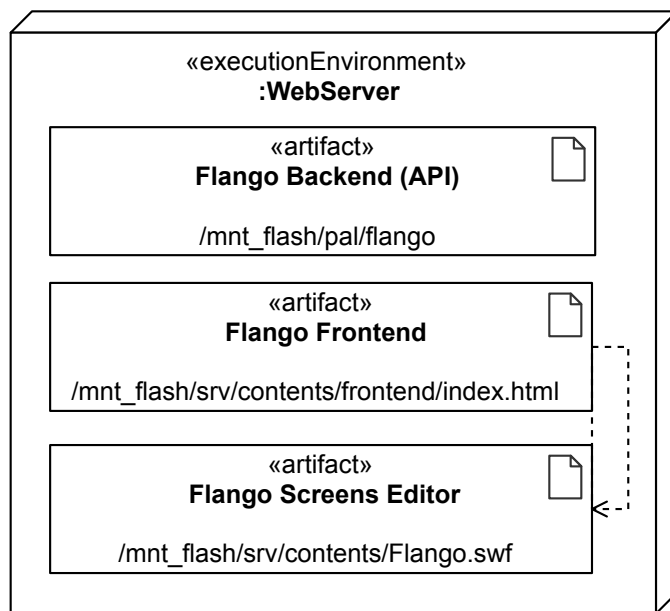 «executionEnvironment»
:WebServer
«artifact»
Flango Backend (API)
/mnt_flash/pal/flango
«artifact»
Flango Frontend
/mnt_flash/srv/contents/frontend/index.html
«artifact»
Flango Screens Editor
/mnt_flash/srv/contents/Flango.swf